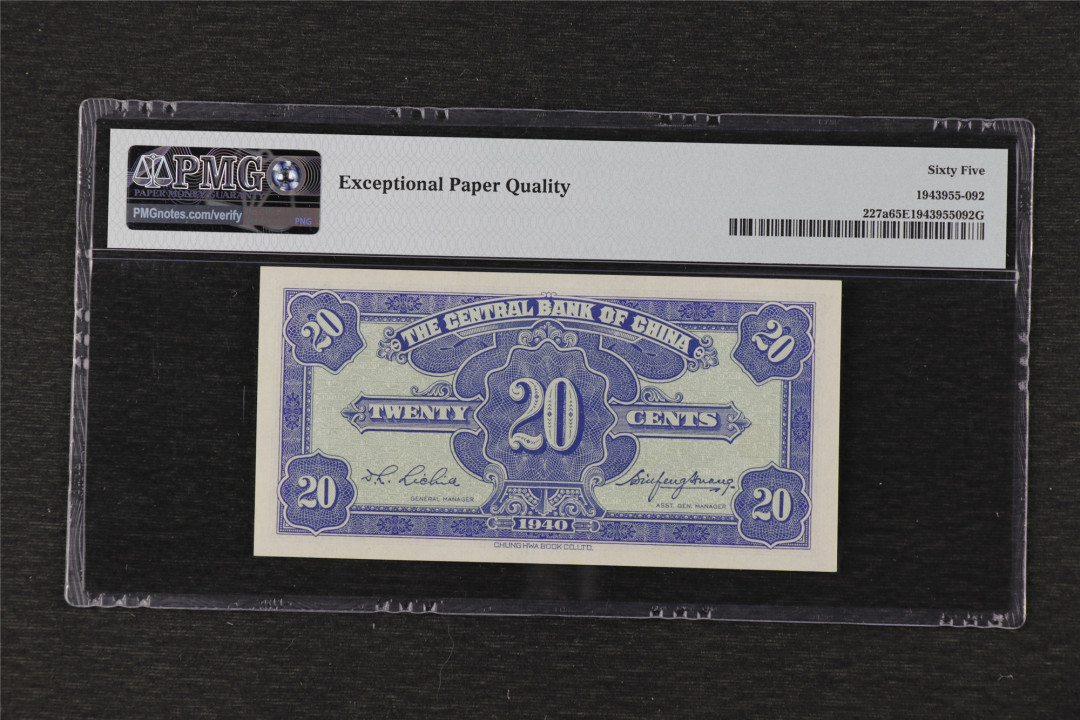 PMG
PAPER MONEY GUARANTY
PMGnotes.com/verify
PNG
Exceptional Paper Quality
Sixty Five
1943955-092
227a65E1943955092G
THE CENTRAL BANK OF CHINA
20
20
TWENTY
20
CENTS
GENERAL MANAGER
ASST. GEN. MANAGER
20
20
1940
CHUNG HWA BOOK CO., LTD.